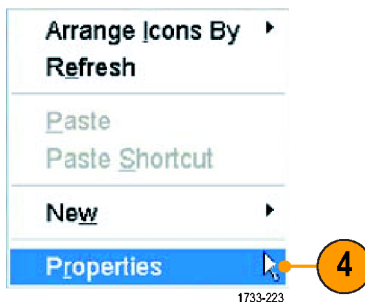 Arrange Icons By
Refresh
Paste
Paste Shortcut
New
Properties
4
1733-223